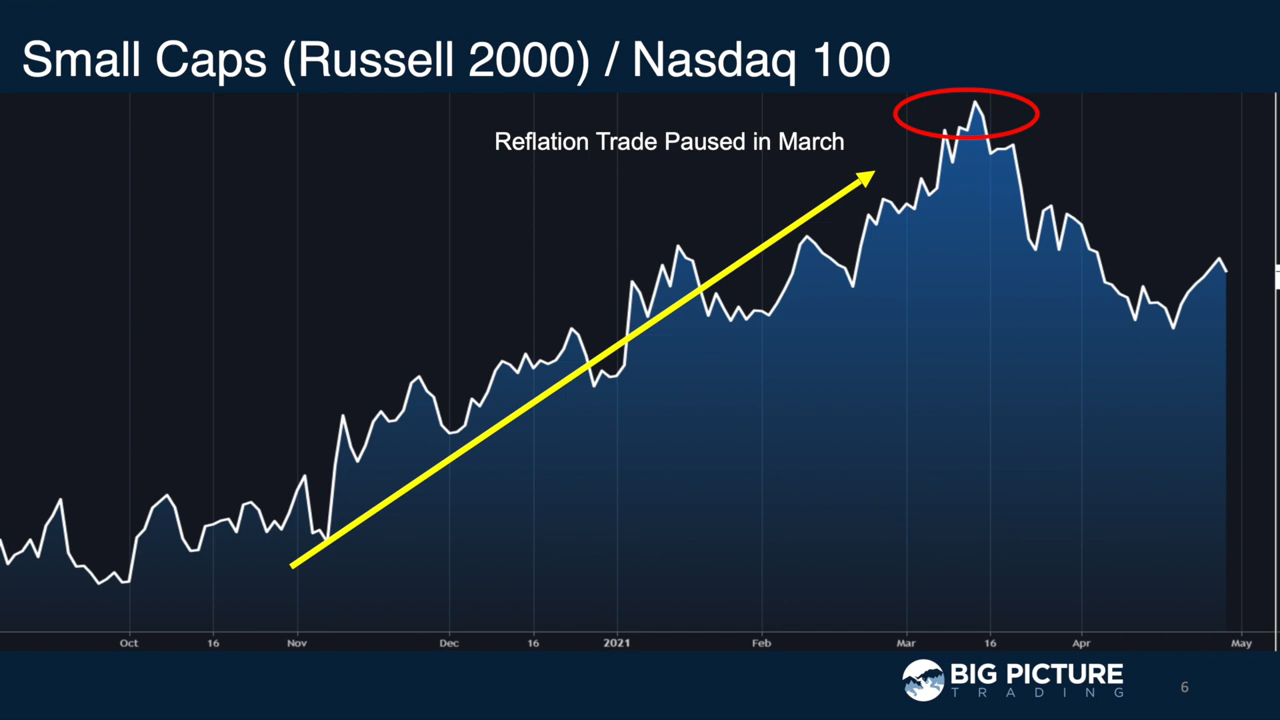 Small Caps (Russell 2000) / Nasdaq 100
Reflation Trade Paused in March
Oct 16 Nov Dec 16 2021 Feb Mar 16 Apr May
BIG PICTURE
TRADING
6